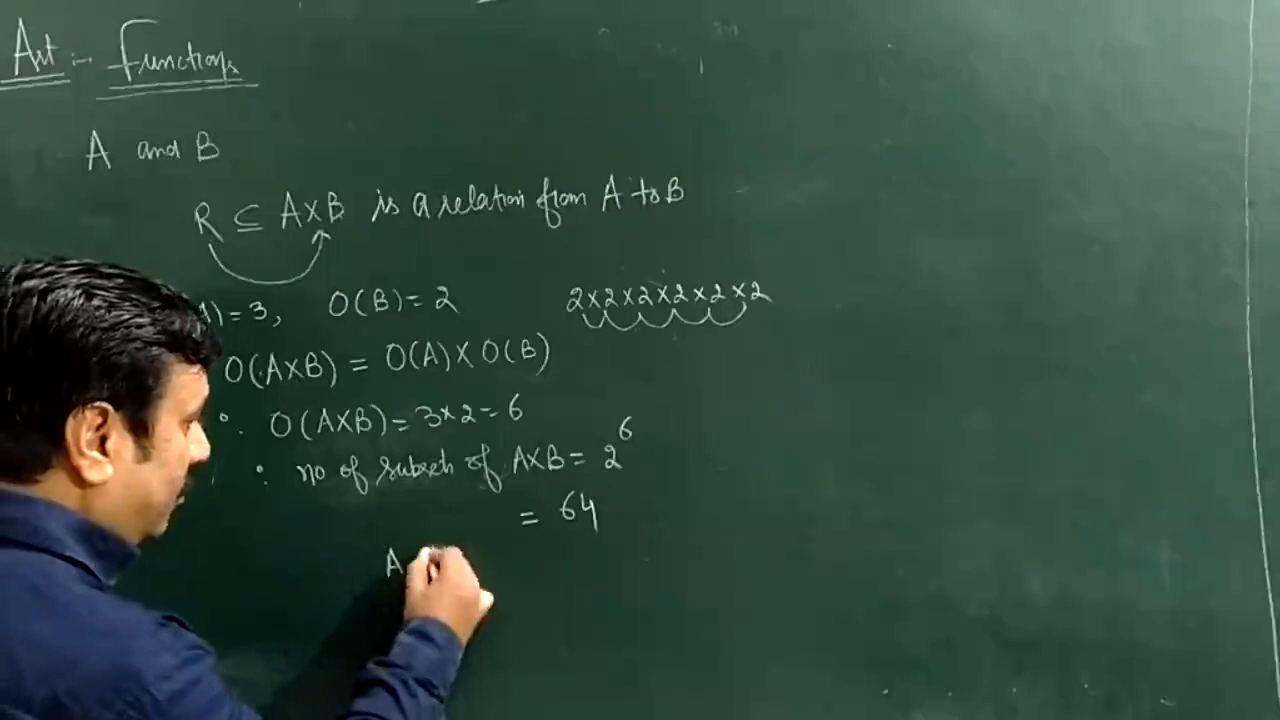 Art :- Functions
A and B
R ⊆ A×B is a relation from A to B
A) = 3, O(B) = 2 2×2×2×2×2×2
O(A×B) = O(A) X O(B)
O(A×B) = 3×2 = 6
∴ no of subsets of A×B = 2⁶
= 64
A